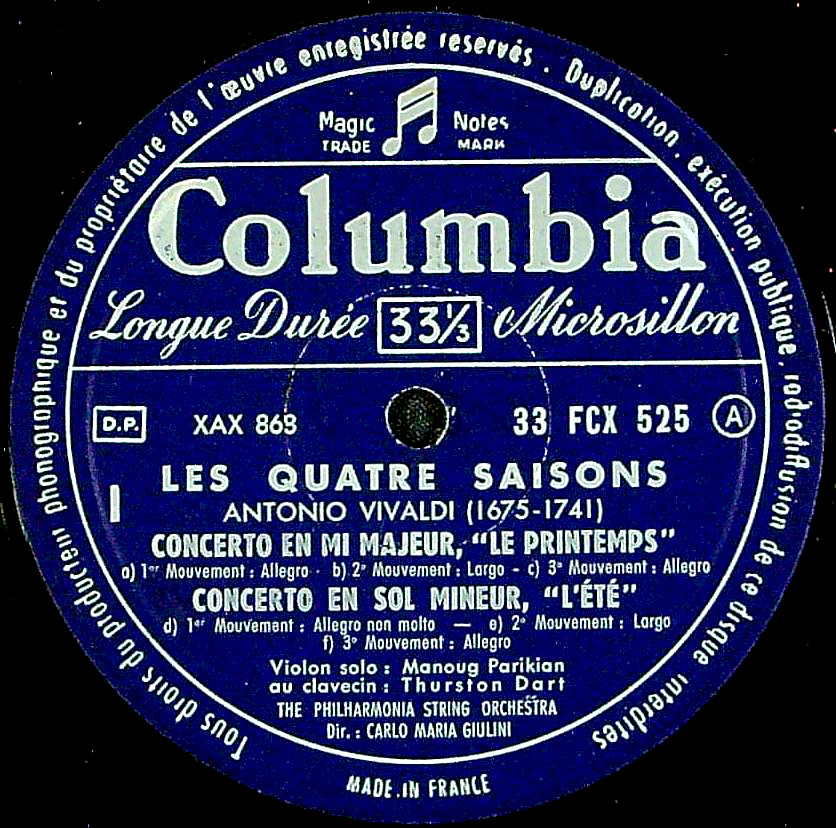 Tous droits du producteur phonographique et du propriétaire de l'œuvre enregistrée reservés . Duplication . exécution publique . radiodiffusion de ce disque interdites
Magic Notes
TRADE MARK
Columbia
Longue Durée 33⅓ Microsillon
D.P. XAX 863 33 FCX 525 A
LES QUATRE SAISONS
1 ANTONIO VIVALDI (1675-1741)
CONCERTO EN MI MAJEUR, “LE PRINTEMPS”
a) 1er Mouvement : Allegro - b) 2e Mouvement : Largo - c) 3e Mouvement : Allegro
CONCERTO EN SOL MINEUR, “L'ÉTÉ”
d) 1er Mouvement : Allegro non molto — e) 2e Mouvement : Largo
f) 3e Mouvement : Allegro
Violon solo : Manoug Parikian
au clavecin : Thurston Dart
THE PHILHARMONIA STRING ORCHESTRA
Dir. : CARLO MARIA GIULINI
MADE IN FRANCE